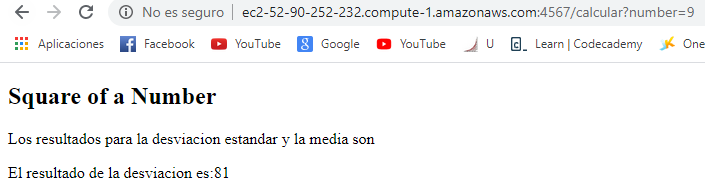 No es seguro | ec2-52-90-252-232.compute-1.amazonaws.com:4567/calcular?number=9
Aplicaciones Facebook YouTube Google YouTube U Learn | Codecademy One
Square of a Number
Los resultados para la desviacion estandar y la media son
El resultado de la desviacion es:81